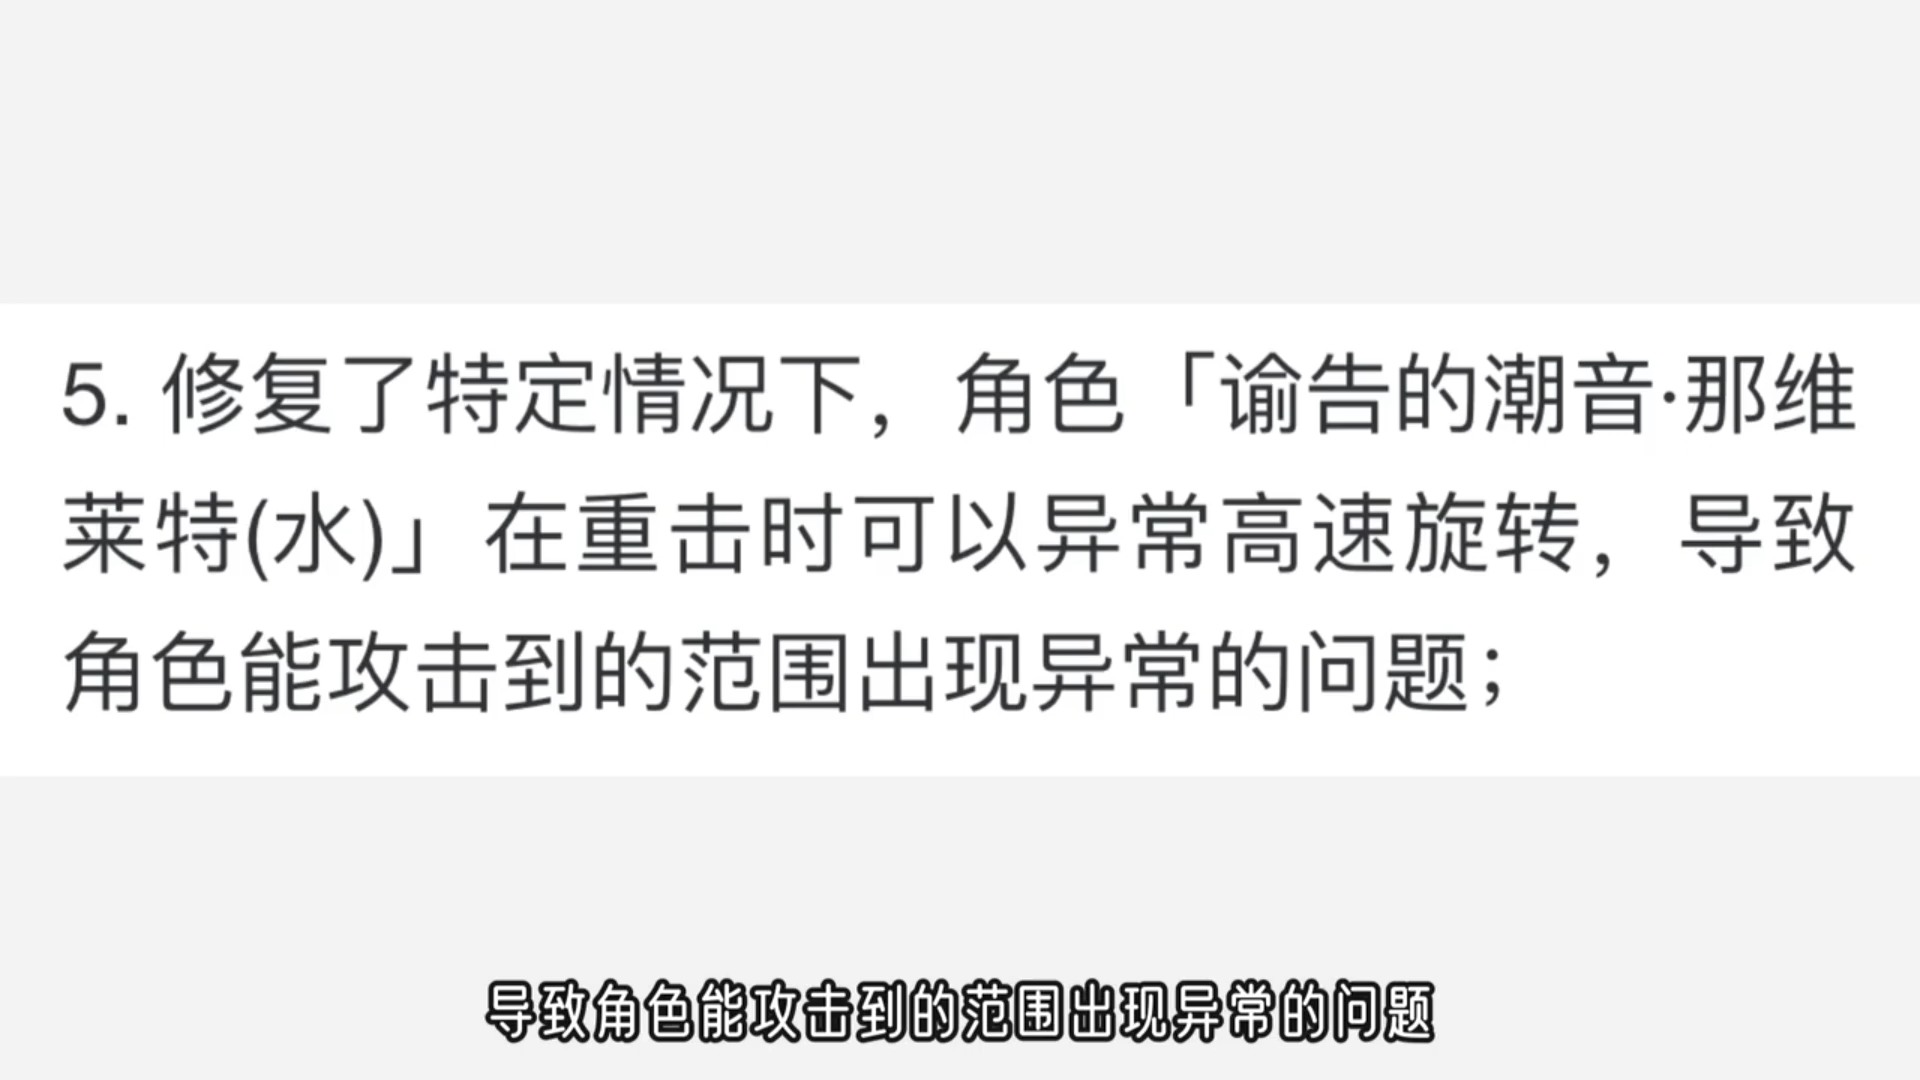 5. 修复了特定情况下，角色「谕告的潮音·那维
莱特(水)」在重击时可以异常高速旋转，导致
角色能攻击到的范围出现异常的问题；
导致角色能攻击到的范围出现异常的问题